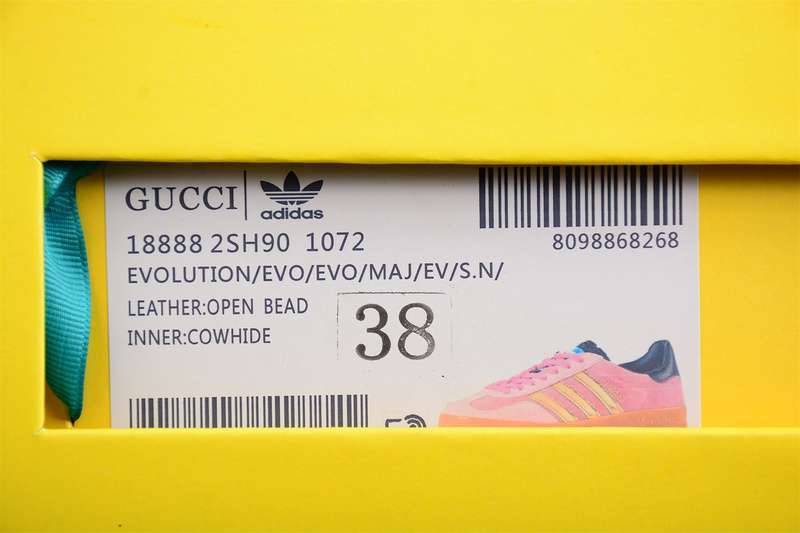 GUCCI
adidas
18888 2SH90 1072
8098868268
EVOLUTION/EVO/EVO/MAJ/EV/S.N/
LEATHER:OPEN BEAD
INNER:COWHIDE
38